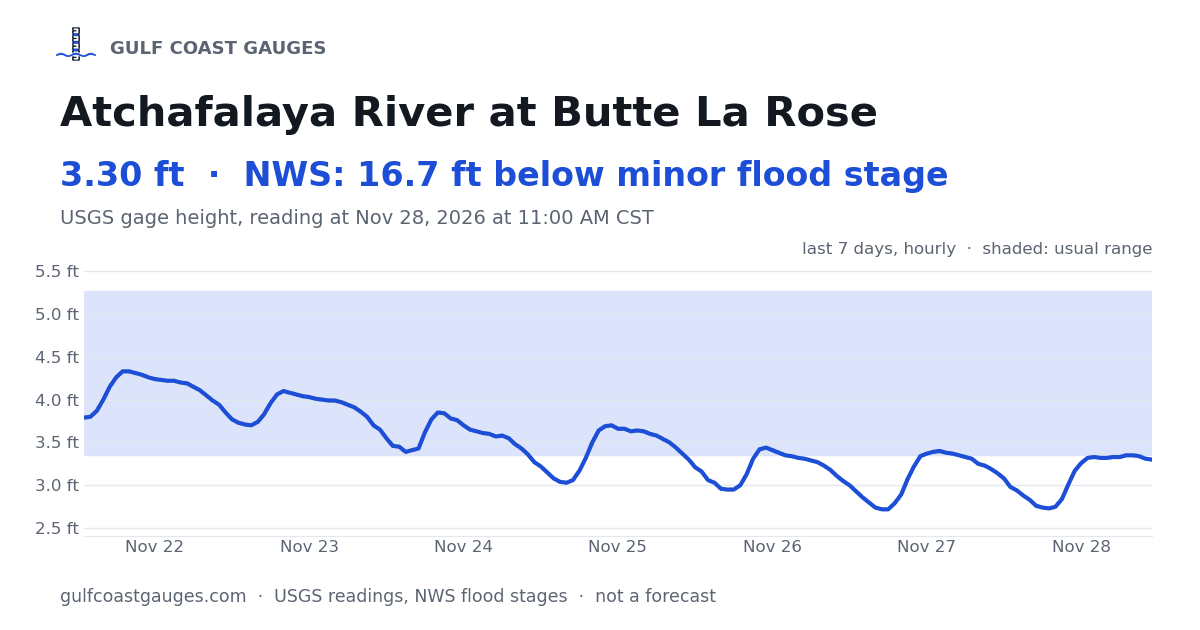 GULF COAST GAUGES
Atchafalaya River at Butte La Rose
3.30 ft · NWS: 16.7 ft below minor flood stage
USGS gage height, reading at Nov 28, 2026 at 11:00 AM CST
last 7 days, hourly · shaded: usual range
5.5 ft
5.0 ft
4.5 ft
4.0 ft
3.5 ft
3.0 ft
2.5 ft
Nov 22 Nov 23 Nov 24 Nov 25 Nov 26 Nov 27 Nov 28
gulfcoastgauges.com · USGS readings, NWS flood stages · not a forecast